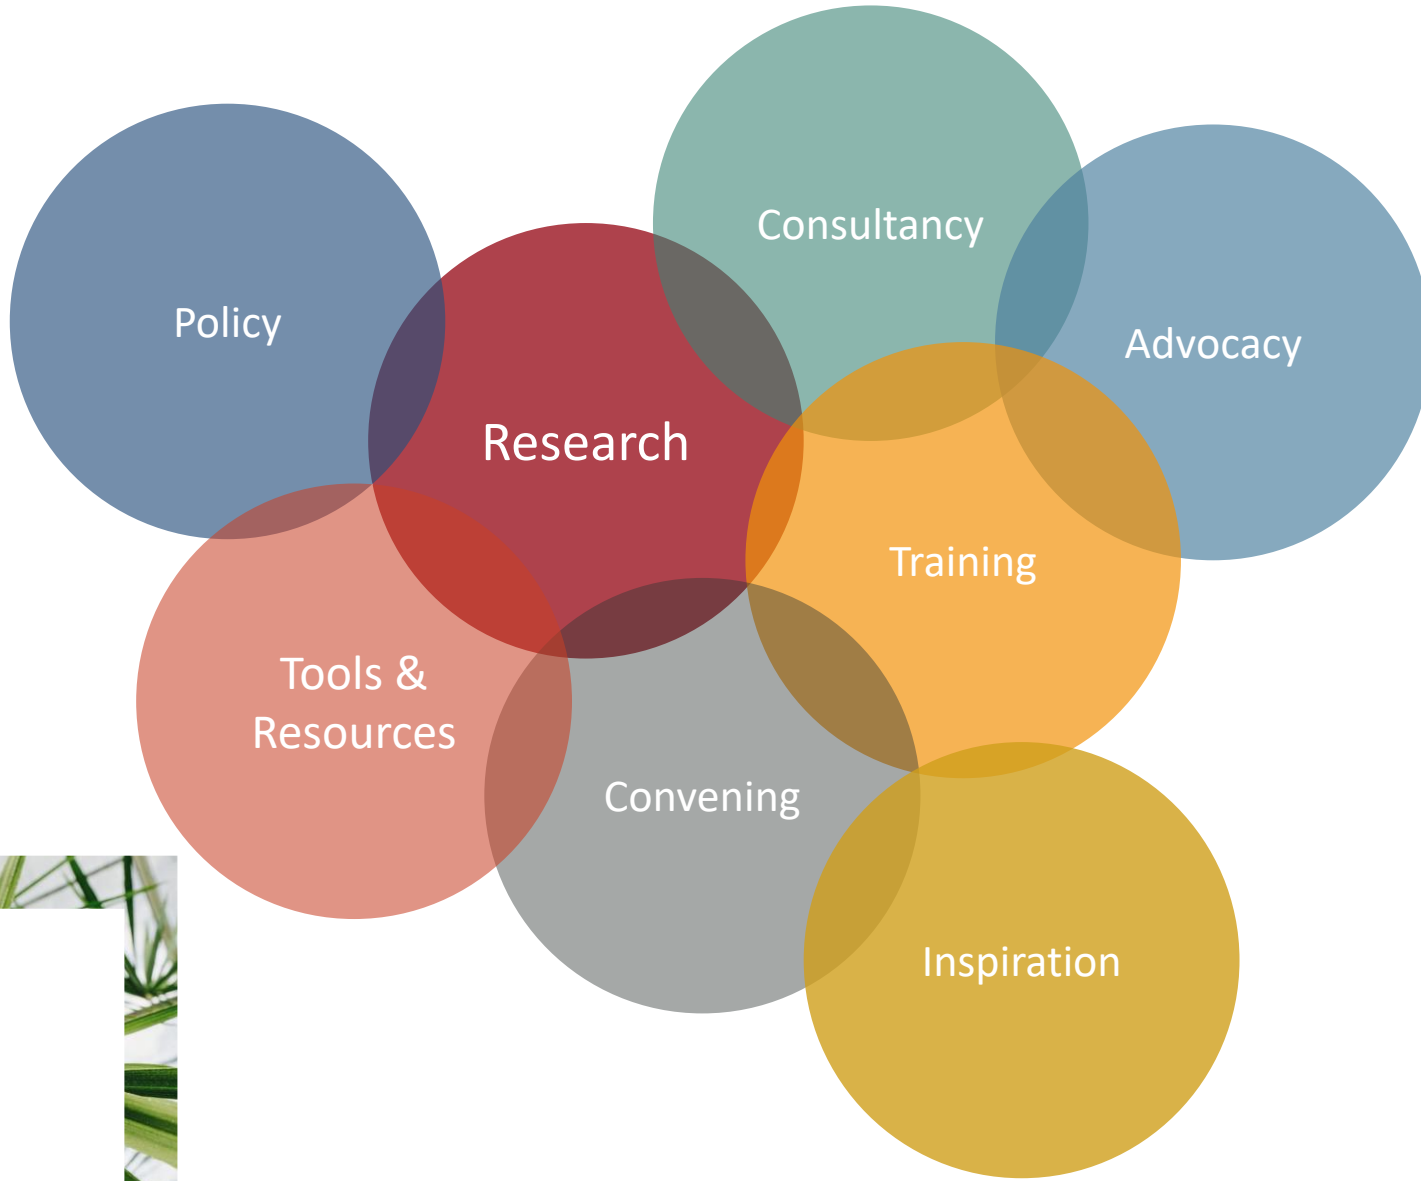 Consultancy
Policy
Advocacy
Research
Training
Tools &
Resources
Convening
Inspiration